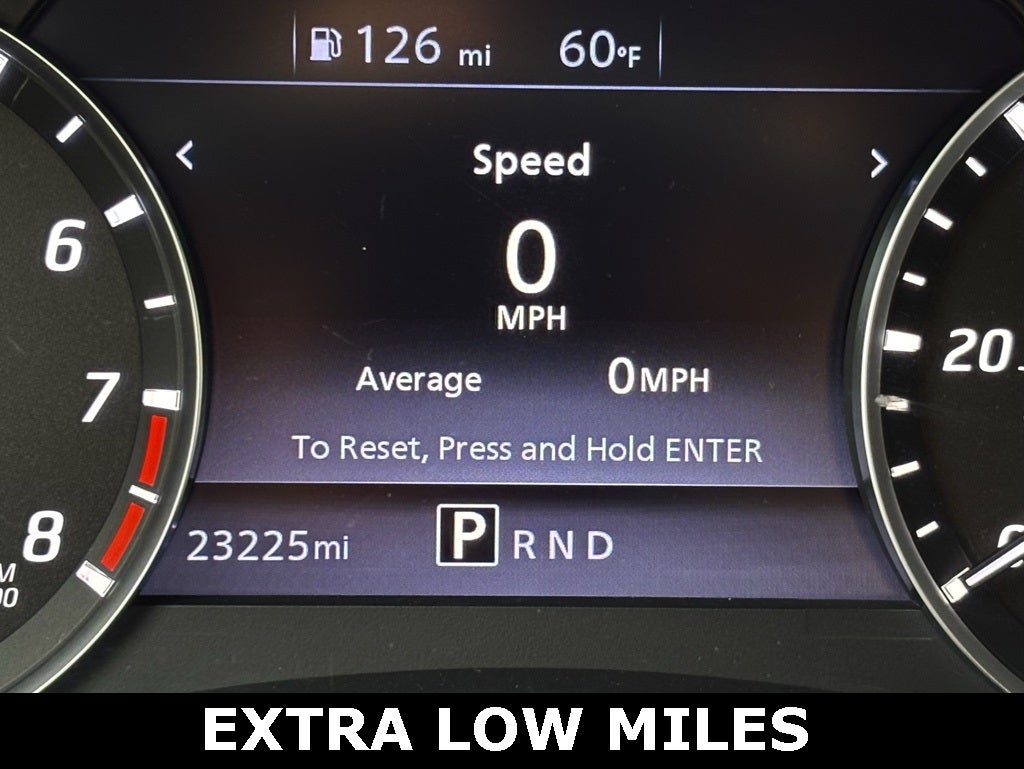 126 mi 60°F
< Speed >
0
MPH
6
Average 0MPH
20
7
To Reset, Press and Hold ENTER
8
23225mi P R N D
EXTRA LOW MILES